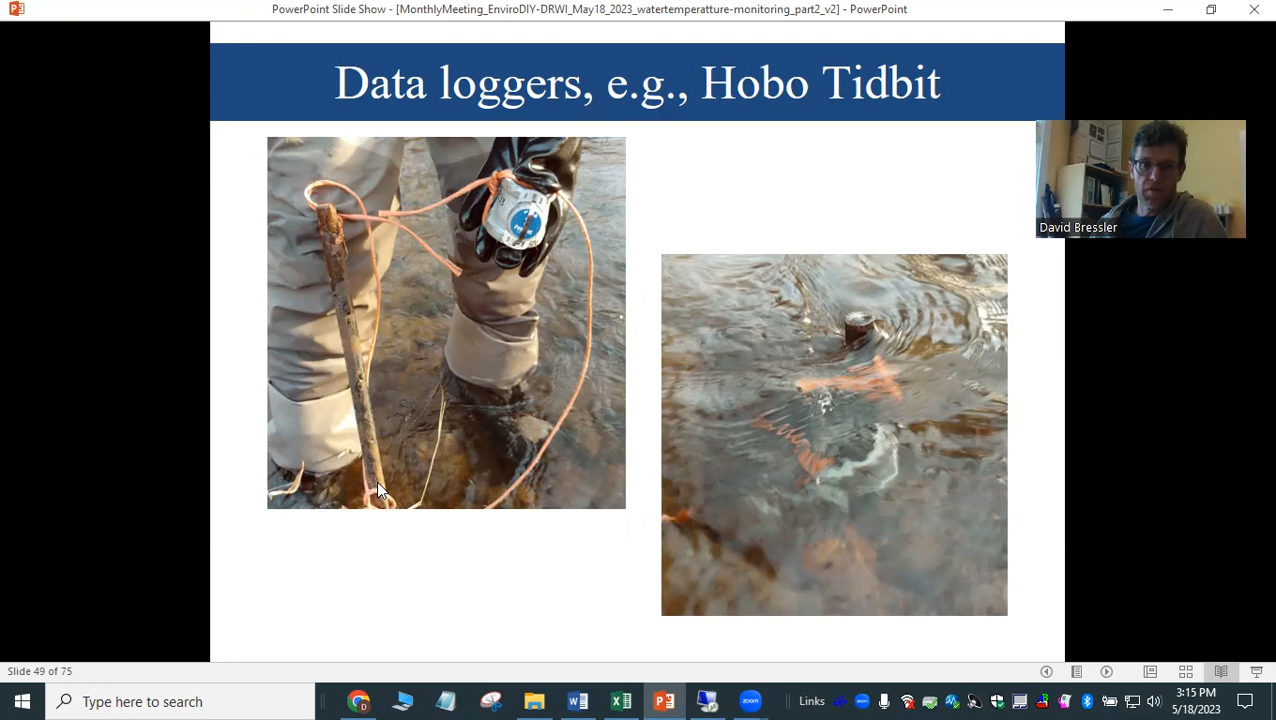 PowerPoint Slide Show - [MonthlyMeeting_EnviroDIY-DRWI_May18_2023_watertemperatture-monitoring_part2_v2] - PowerPoint
Data loggers, e.g., Hobo Tidbit
David Bressler
Slide 49 of 75
Type here to search
Links
zoom
3:15 PM
5/18/2023